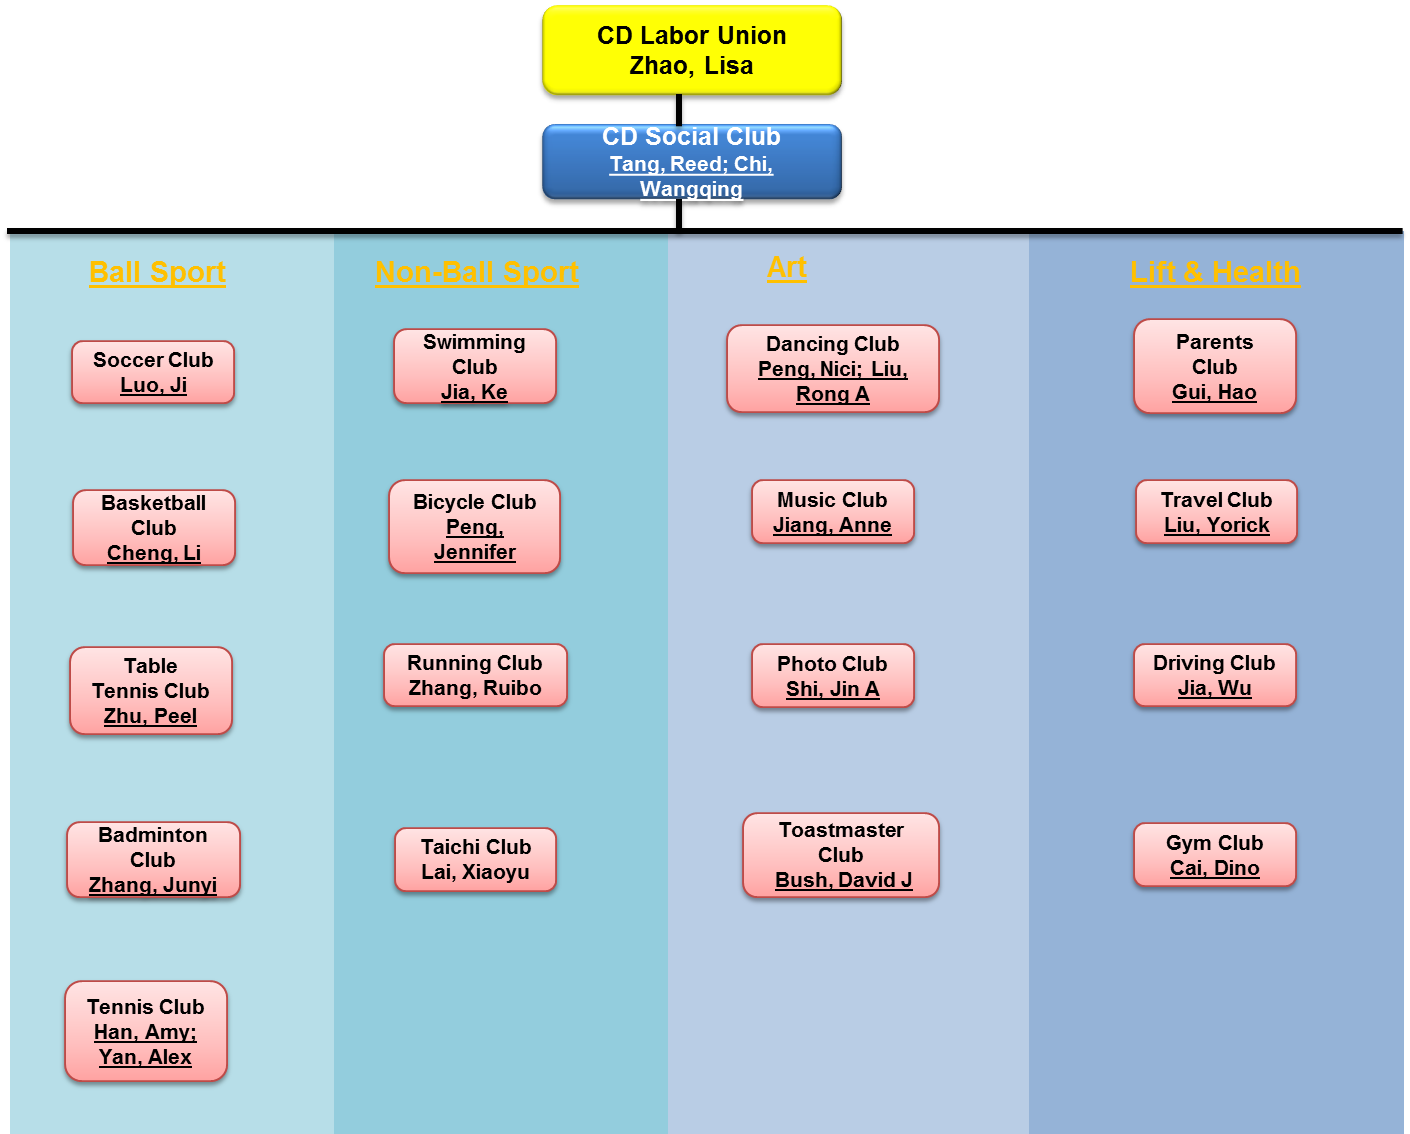 CD Labor Union
Zhao, Lisa
CD Social Club
Tang, Reed; Chi,
Wangqing
Ball Sport
Soccer Club
Luo, Ji
Basketball
Club
Cheng, Li
Table
Tennis Club
Zhu, Peel
Badminton
Club
Zhang, Junyi
Tennis Club
Han, Amy;
Yan, Alex
Non-Ball Sport
Swimming
Club
Jia, Ke
Bicycle Club
Peng,
Jennifer
Running Club
Zhang, Ruibo
Taichi Club
Lai, Xiaoyu
Art
Dancing Club
Peng, Nici; Liu,
Rong A
Music Club
Jiang, Anne
Photo Club
Shi, Jin A
Toastmaster
Club
Bush, David J
Lift & Health
Parents
Club
Gui, Hao
Travel Club
Liu, Yorick
Driving Club
Jia, Wu
Gym Club
Cai, Dino